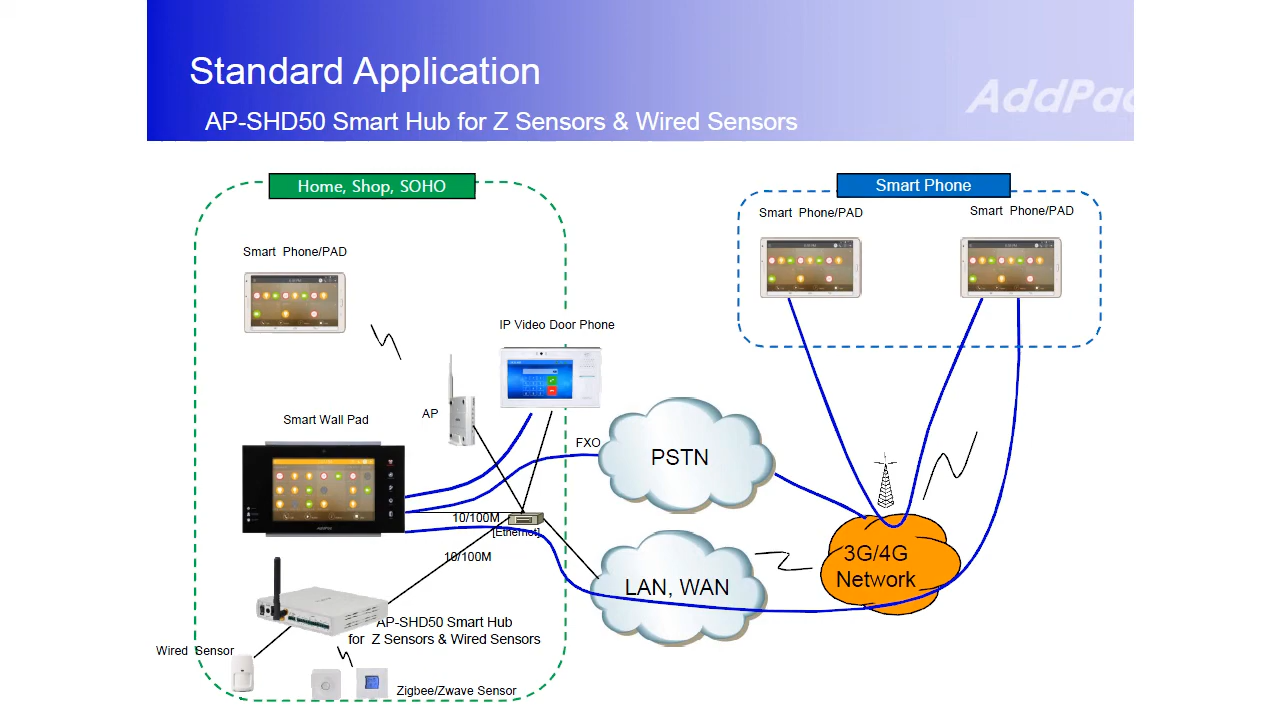 Standard Application
AddPac
AP-SHD50 Smart Hub for Z Sensors & Wired Sensors
Home, Shop, SOHO
Smart Phone
Smart Phone/PAD
Smart Phone/PAD
Smart Phone/PAD
IP Video Door Phone
AP
Smart Wall Pad
FXO
PSTN
10/100M
[Ethernet]
10/100M
3G/4G
Network
LAN, WAN
AP-SHD50 Smart Hub
for Z Sensors & Wired Sensors
Wired Sensor
Zigbee/Zwave Sensor